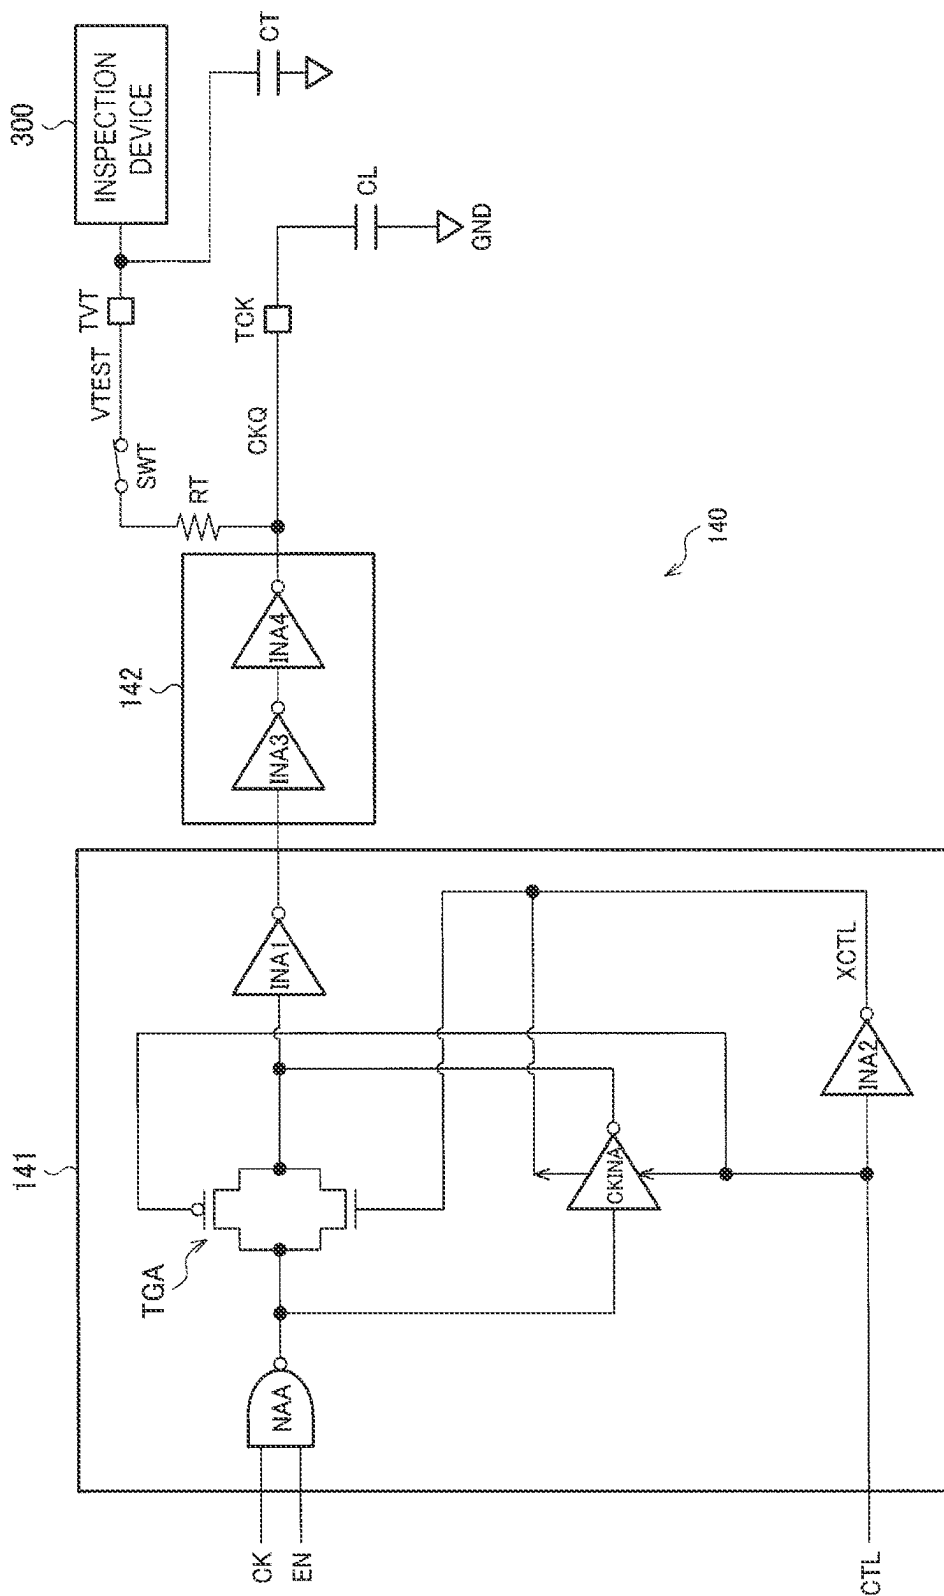 300
INSPECTION
DEVICE
CT
TVT
VTEST
SWT
RT
CKQ
TCK
CL
GND
140
142
INA3
INA4
141
INA1
TGA
NAA
CKINA
INA2
XCTL
CK
EN
CTL